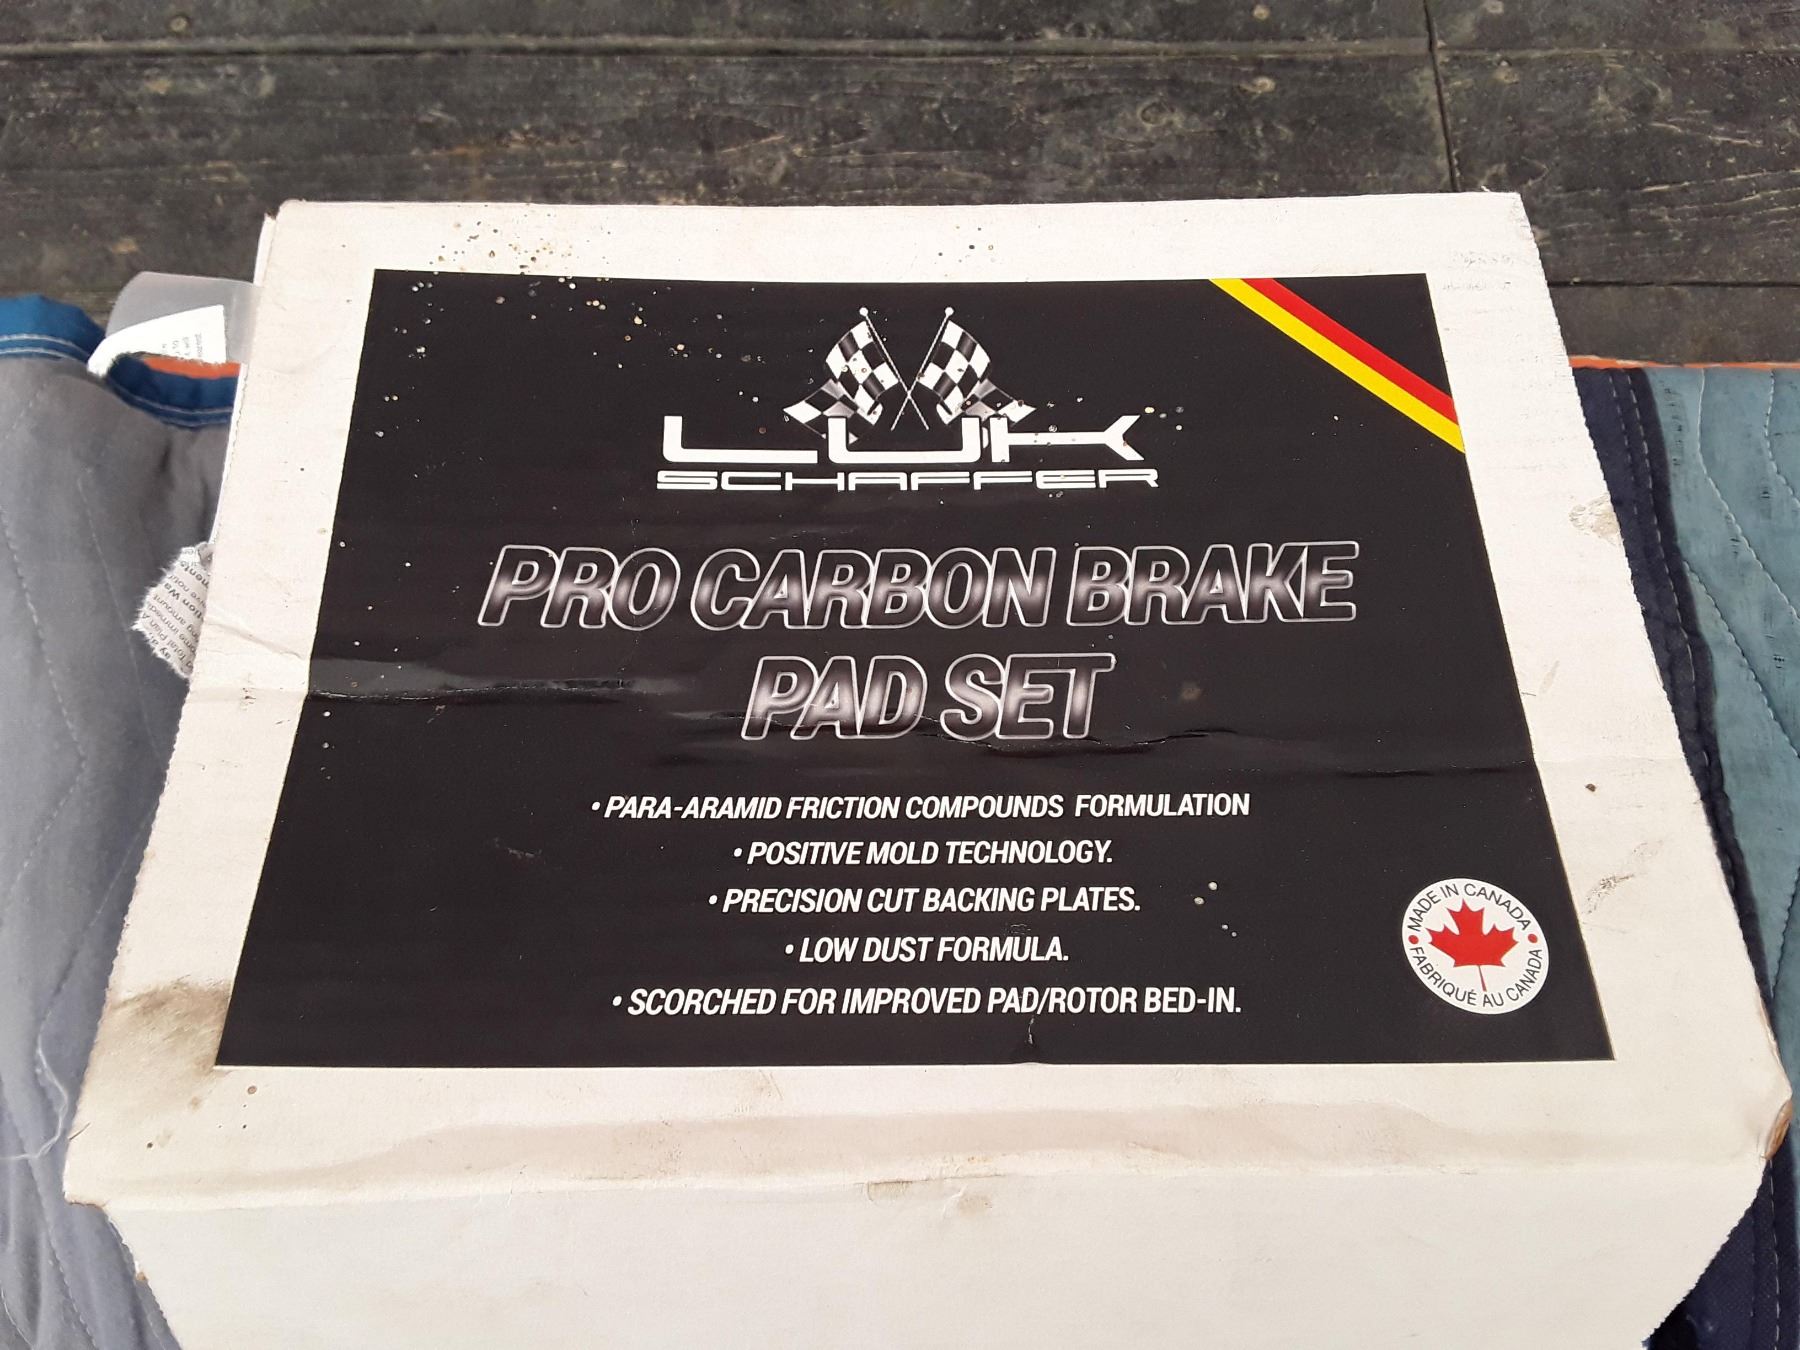 LUK
SCHAFFER
PRO CARBON BRAKE
PAD SET
• PARA-ARAMID FRICTION COMPOUNDS FORMULATION
• POSITIVE MOLD TECHNOLOGY.
• PRECISION CUT BACKING PLATES.
• LOW DUST FORMULA.
• SCORCHED FOR IMPROVED PAD/ROTOR BED-IN.
MADE IN CANADA
• FABRIQUÉ AU CANADA •